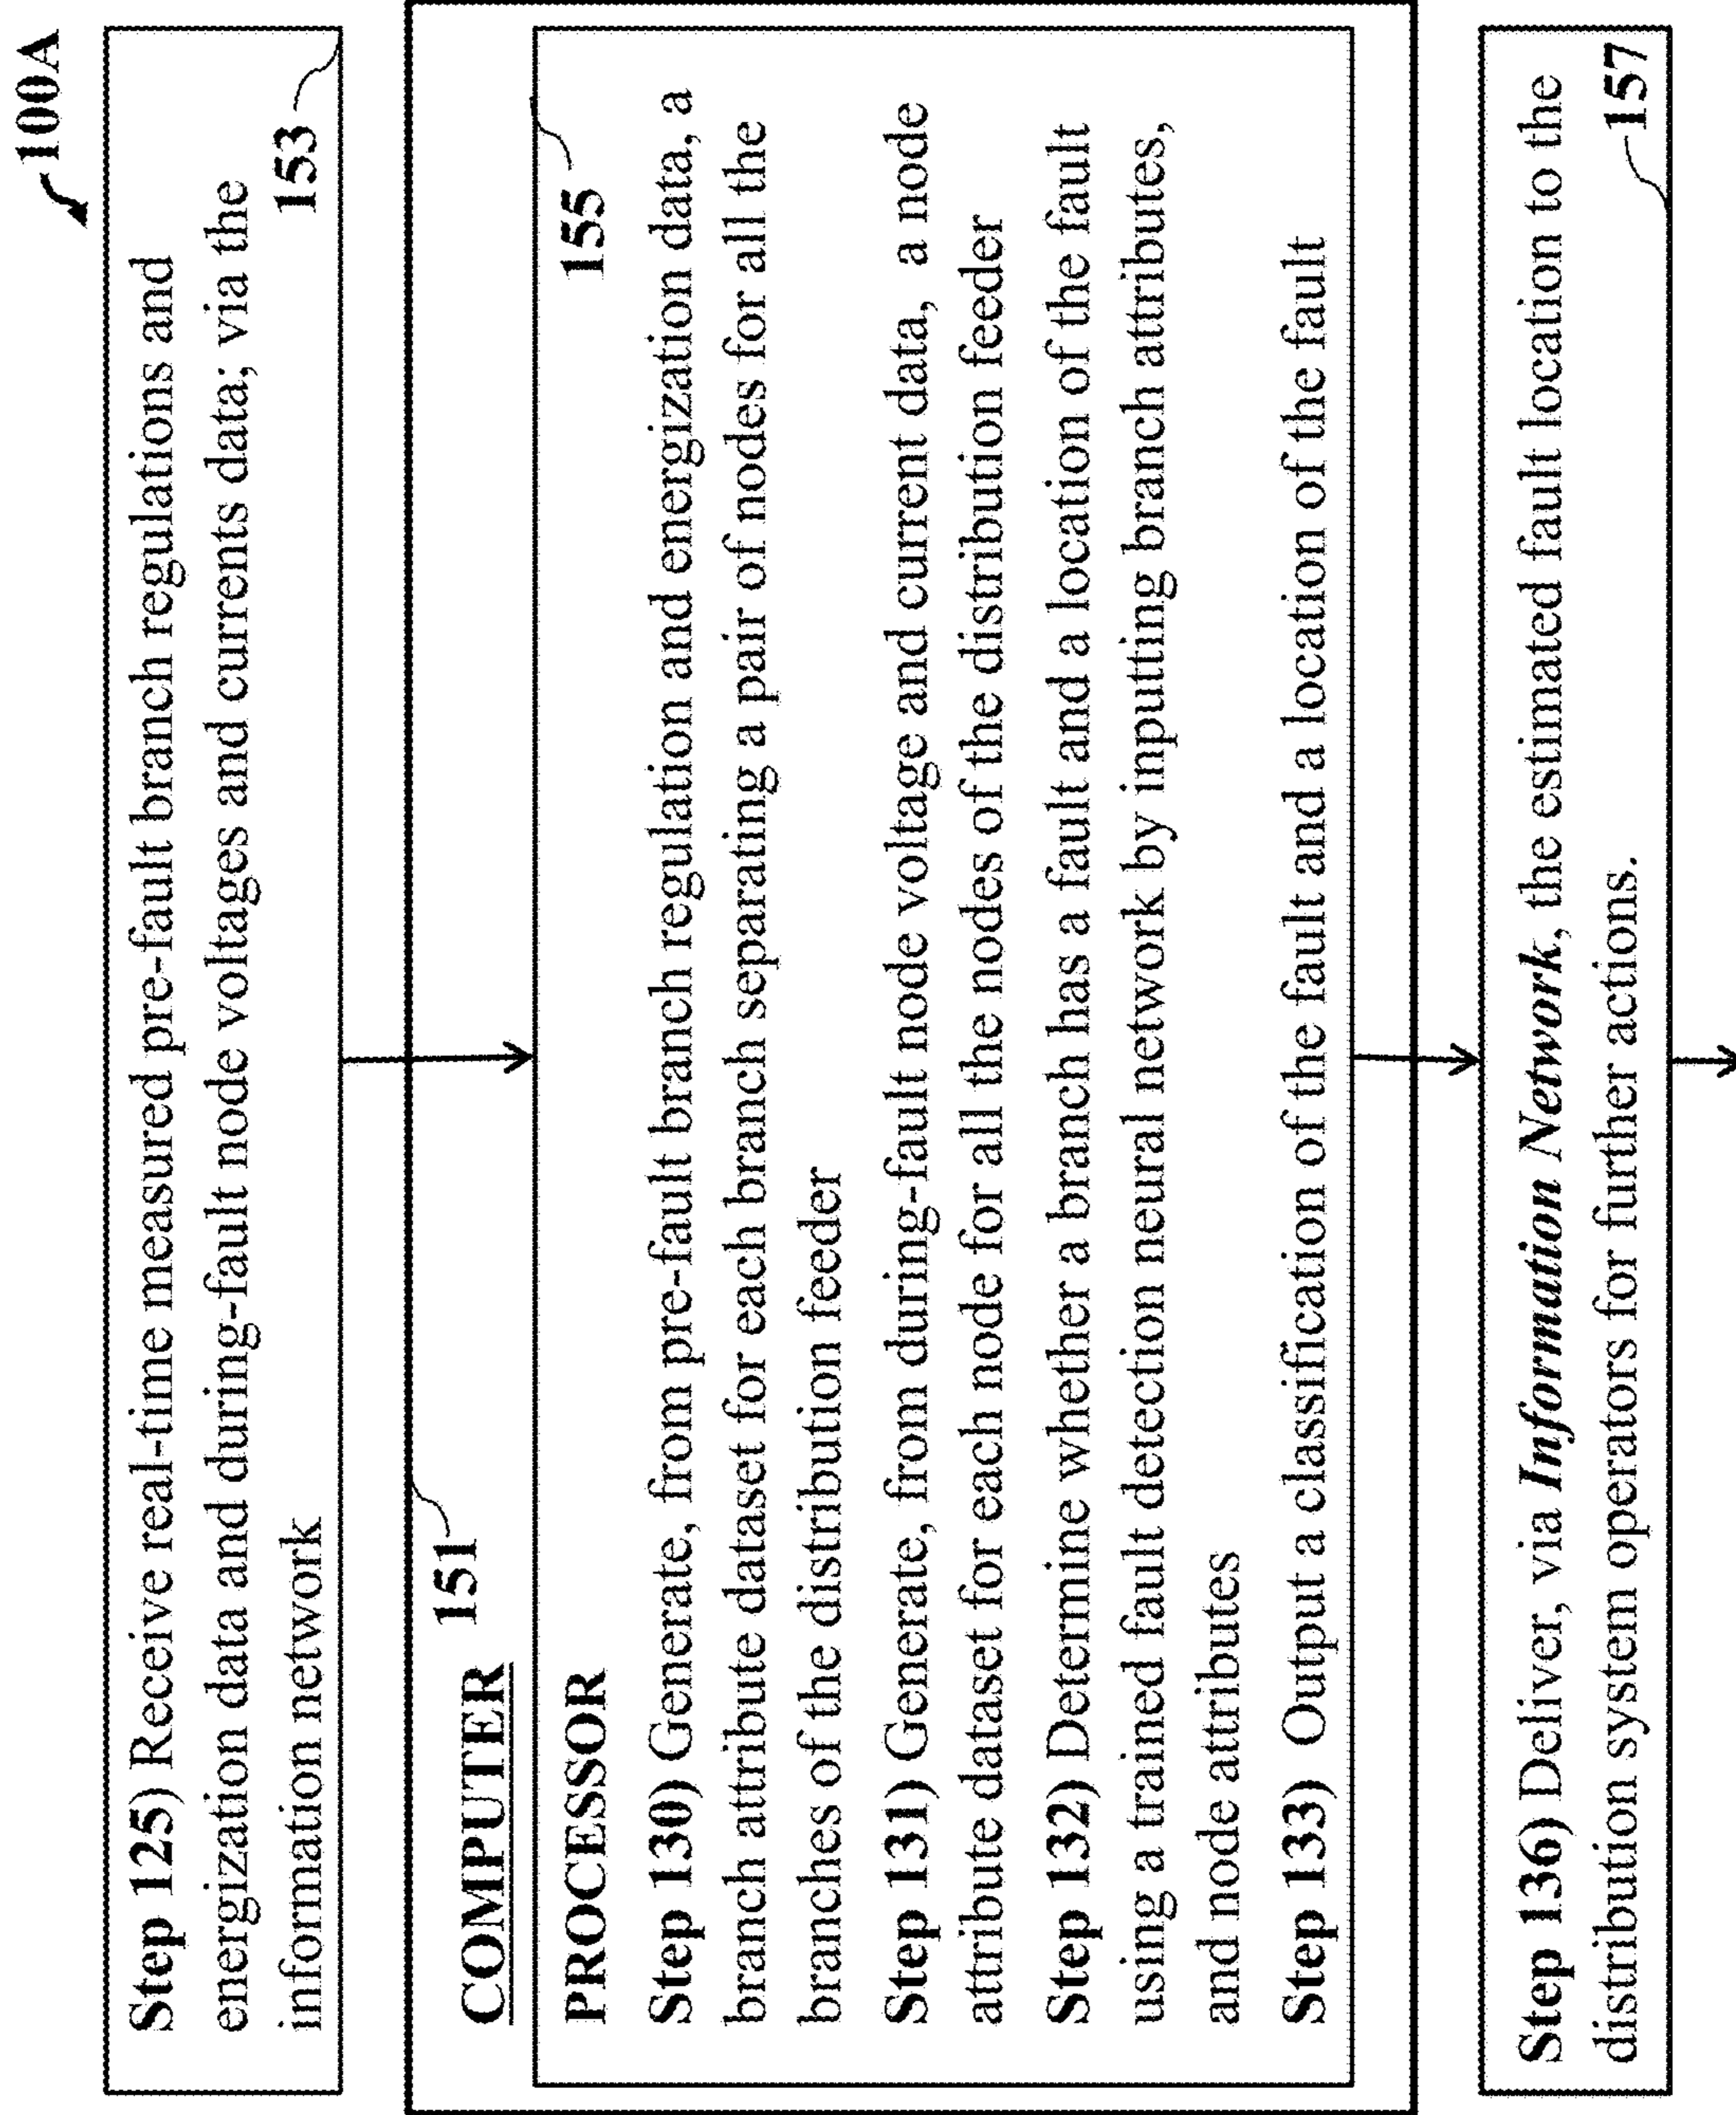 100A
Step 125) Receive real-time measured pre-fault branch regulations and
energization data and during-fault node voltages and currents data; via the
information network
153
COMPUTER
151
PROCESSOR
155
Step 130) Generate, from pre-fault branch regulation and energization data, a
branch attribute dataset for each branch separating a pair of nodes for all the
branches of the distribution feeder
Step 131) Generate, from during-fault node voltage and current data, a node
attribute dataset for each node for all the nodes of the distribution feeder
Step 132) Determine whether a branch has a fault and a location of the fault
using a trained fault detection neural network by inputting branch attributes,
and node attributes
Step 133) Output a classification of the fault and a location of the fault
Step 136) Deliver, via Information Network, the estimated fault location to the
distribution system operators for further actions.
157